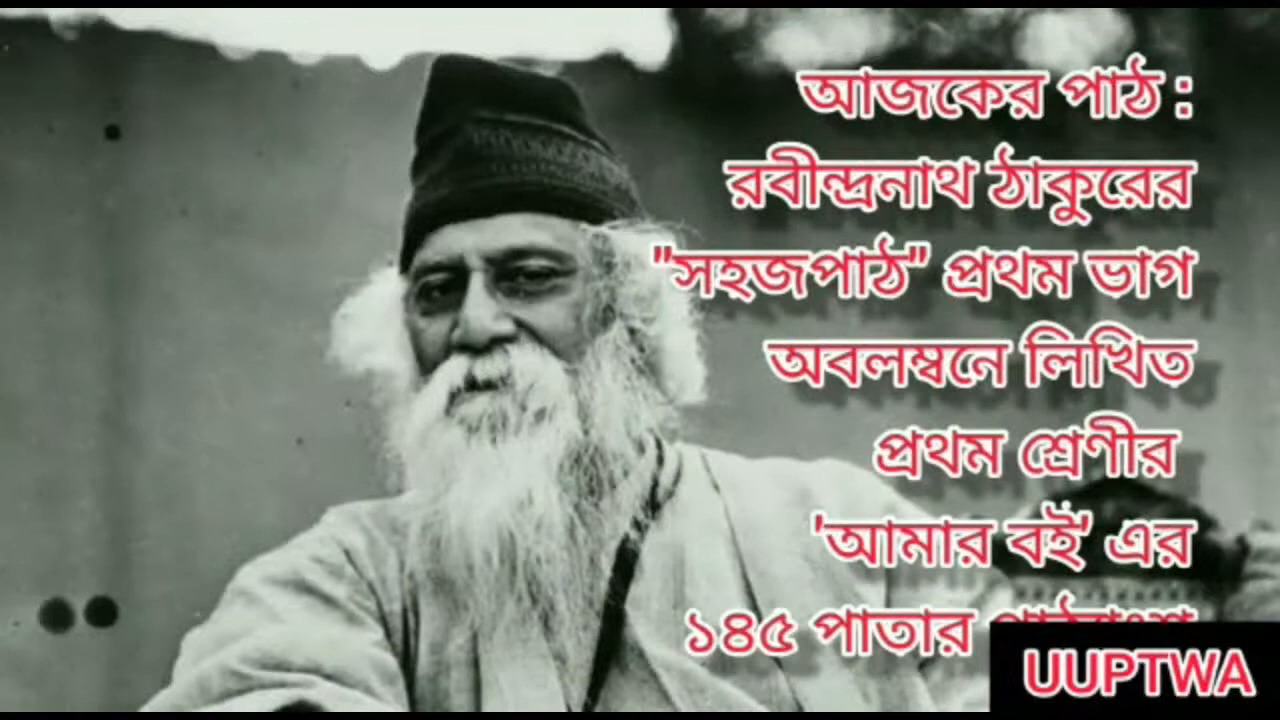 আজকের পাঠ :
রবীন্দ্রনাথ ঠাকুরের
"সহজপাঠ" প্রথম ভাগ
অবলম্বনে লিখিত
প্রথম শ্রেণীর
'আমার বই' এর
১৪৫ পাতার
UUPTWA